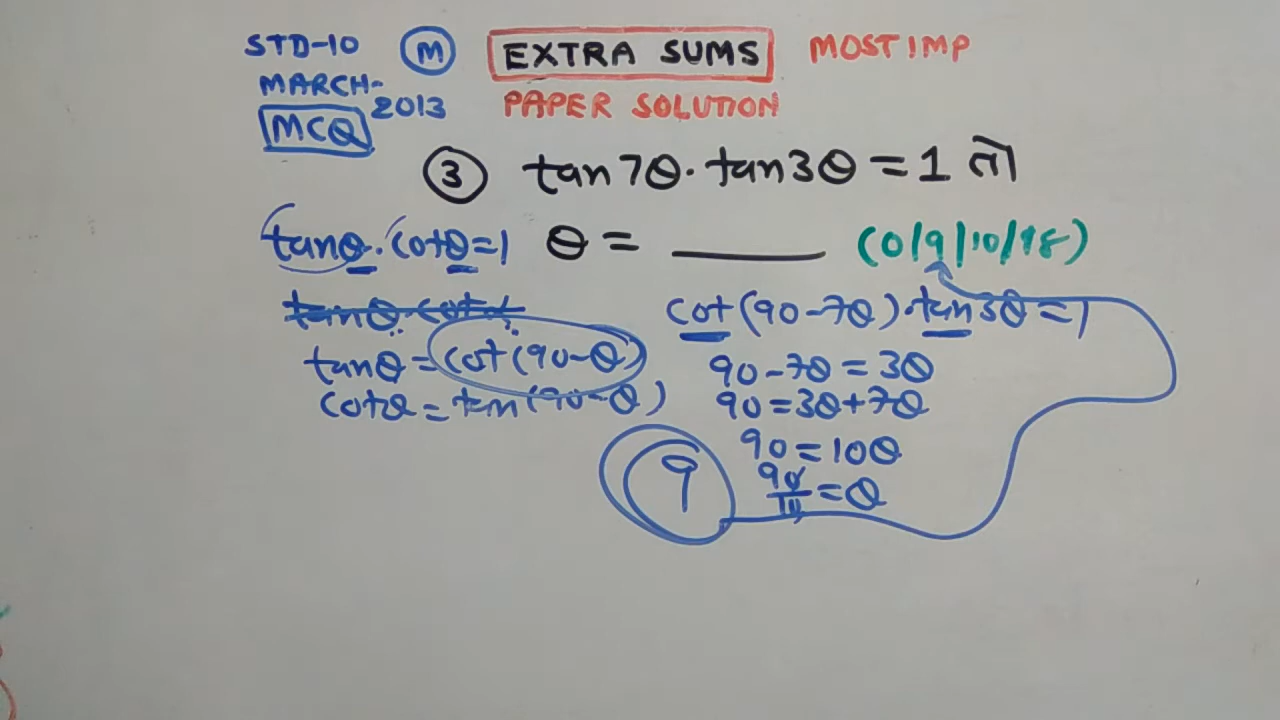 STD-10 M EXTRA SUMS MOST IMP
MARCH-2013 PAPER SOLUTION
MCQ
3 tan7θ·tan3θ=1 તો
tanθ·cotθ=1 θ = ______ (0/9/10/18)
tanθ cot
cot(90-7θ)·tan3θ=1
tanθ=cot(90-θ)
cotθ=tan(90-θ)
90-7θ=3θ
90=3θ+7θ
90=10θ
90/10=θ
9